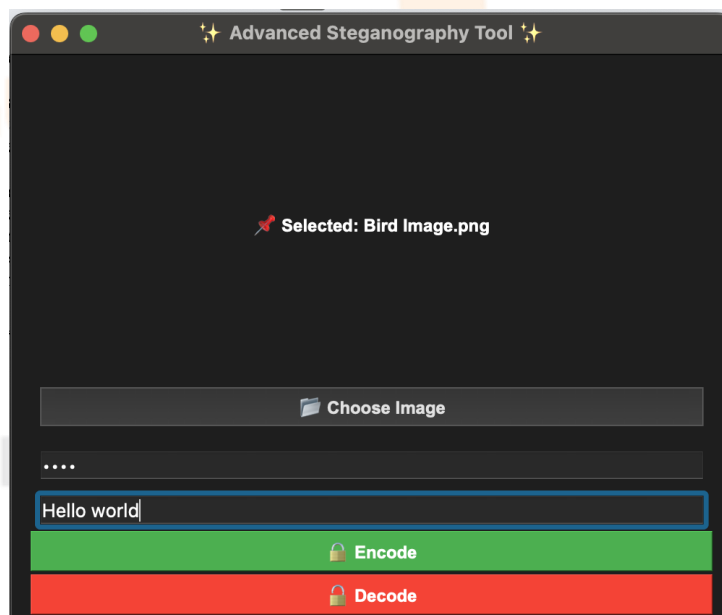 ✨ Advanced Steganography Tool ✨
📌 Selected: Bird Image.png
📂 Choose Image
••••
Hello world
🔒 Encode
🔒 Decode